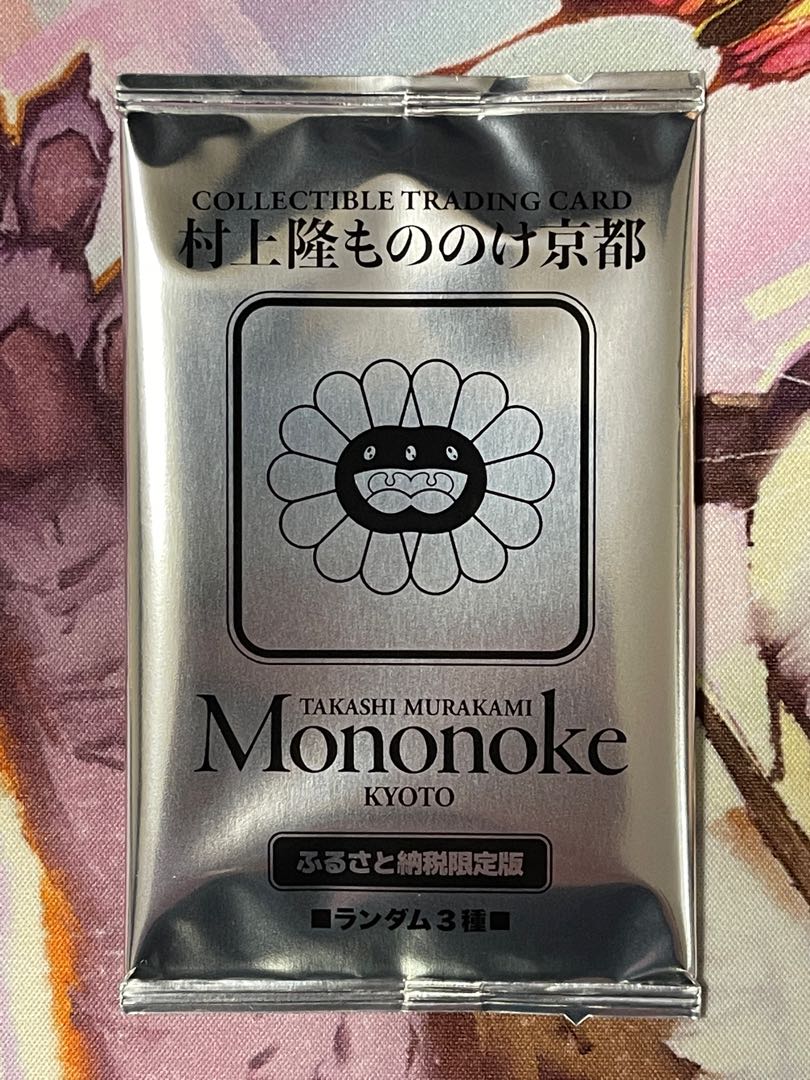 COLLECTIBLE TRADING CARD
村上隆もののけ京都
TAKASHI MURAKAMI
Mononoke
KYOTO
ふるさと納税限定版
■ランダム3種■